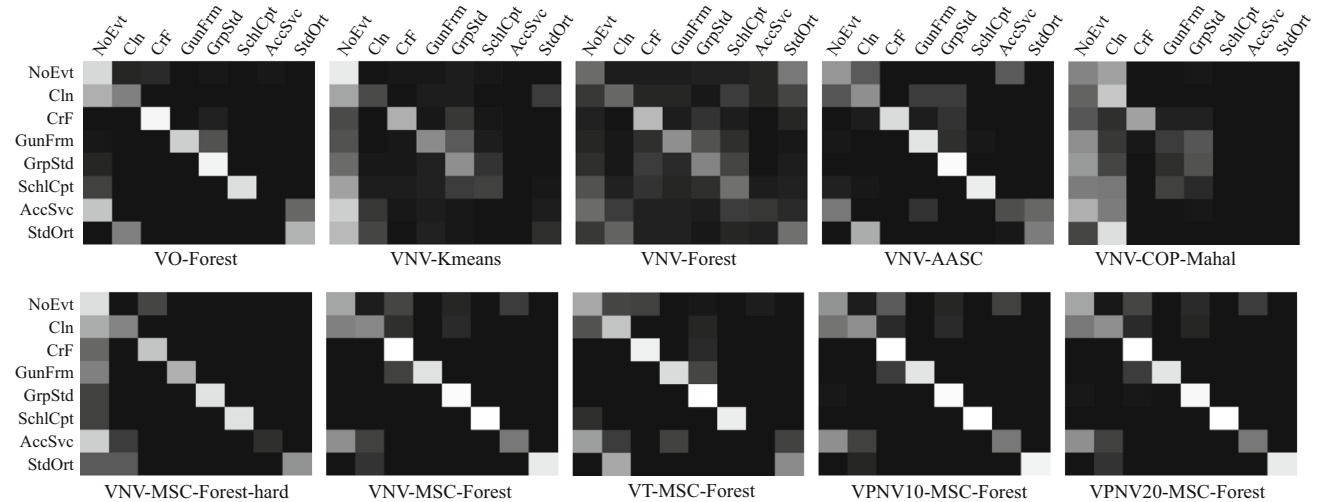 NoEvt Cln CrF GunFrm GrpStd SchlCpt AccSvc StdOrt NoEvt Cln CrF GunFrm GrpStd SchlCpt AccSvc StdOrt NoEvt Cln CrF GunFrm GrpStd SchlCpt AccSvc StdOrt NoEvt Cln CrF GunFrm GrpStd SchlCpt AccSvc StdOrt NoEvt Cln CrF GunFrm GrpStd SchlCpt AccSvc StdOrt
NoEvt
Cln
CrF
GunFrm
GrpStd
SchlCpt
AccSvc
StdOrt
VO-Forest VNV-Kmeans VNV-Forest VNV-AASC VNV-COP-Mahal
NoEvt
Cln
CrF
GunFrm
GrpStd
SchlCpt
AccSvc
StdOrt
VNV-MSC-Forest-hard VNV-MSC-Forest VT-MSC-Forest VPNV10-MSC-Forest VPNV20-MSC-Forest